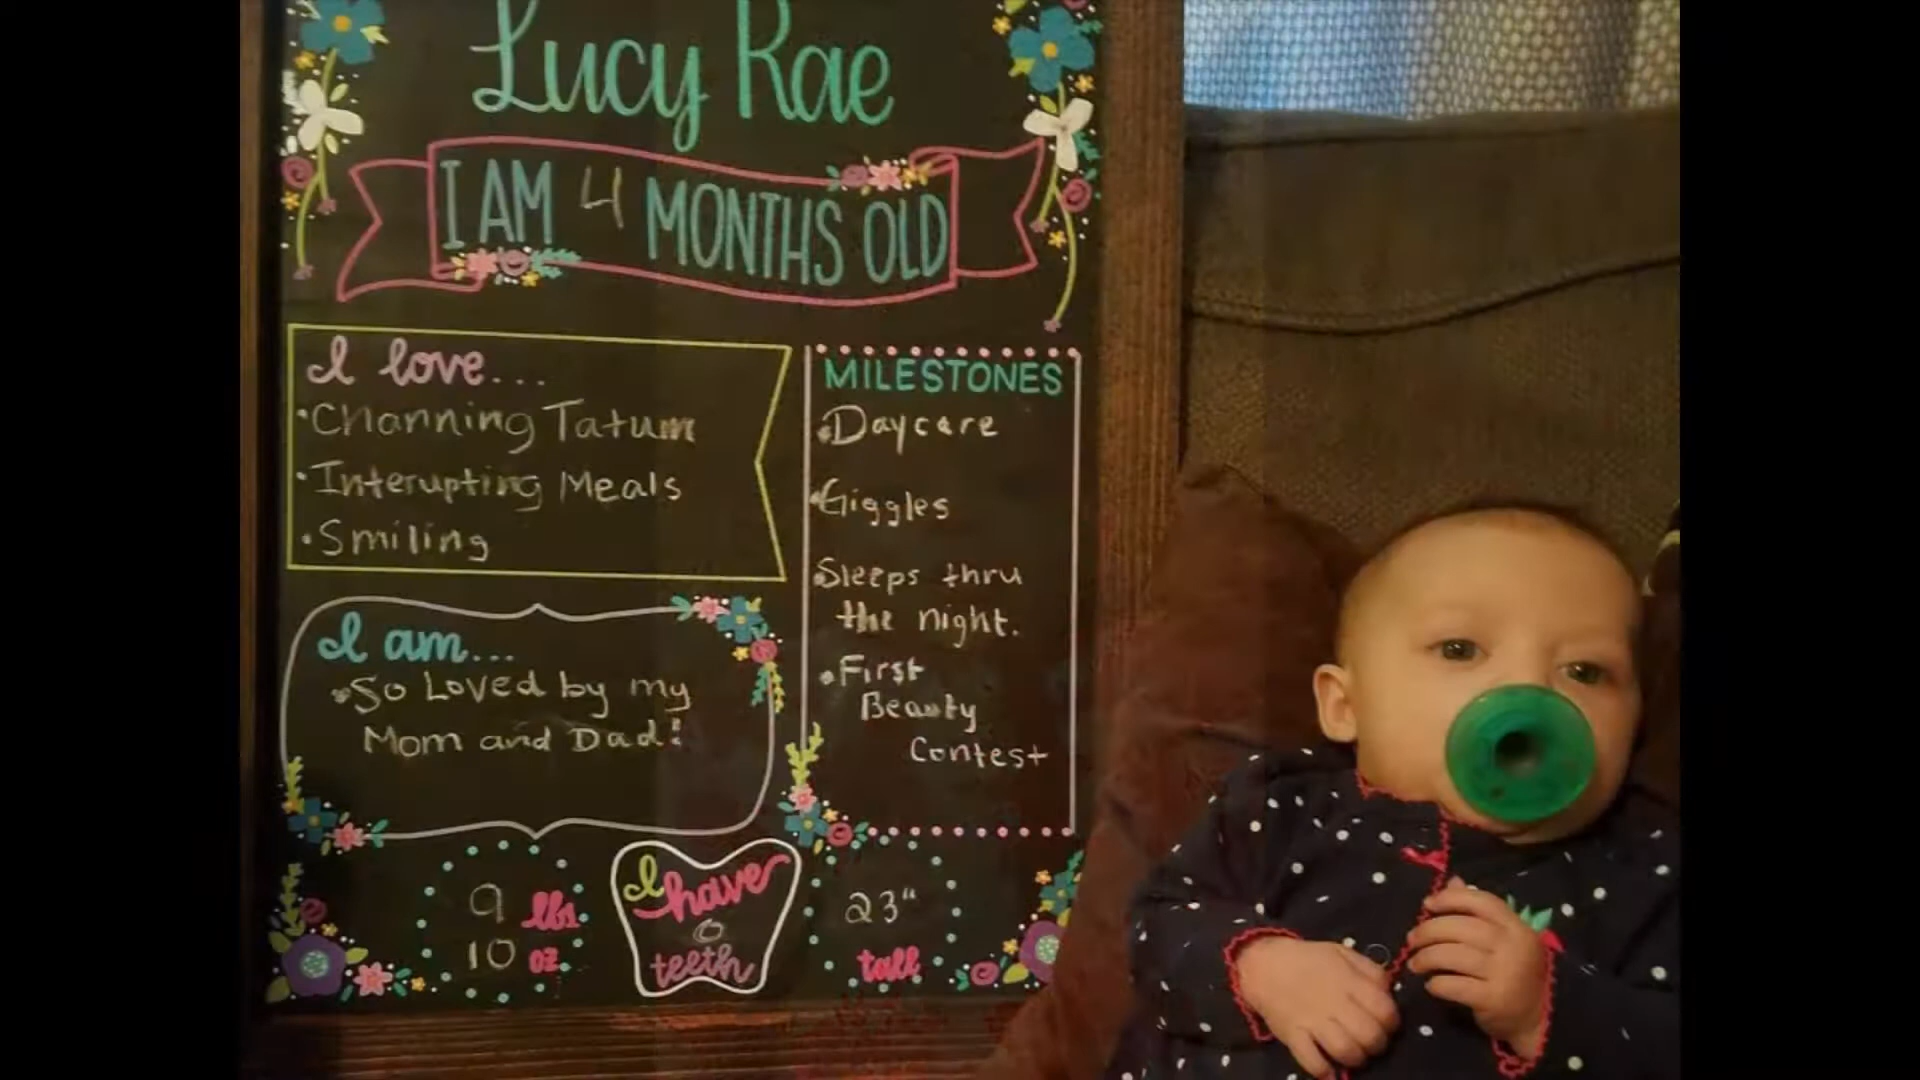 Lucy Rae
I AM 4 MONTHS OLD
I love...
•Channing Tatum
•Interupting Meals
•Smiling
I am...
•So Loved by my
Mom and Dad!
MILESTONES
•Daycare
•Giggles
•Sleeps thru
the night.
•First
Beauty
Contest
9 lbs
10 oz.
I have
0
teeth
23"
tall